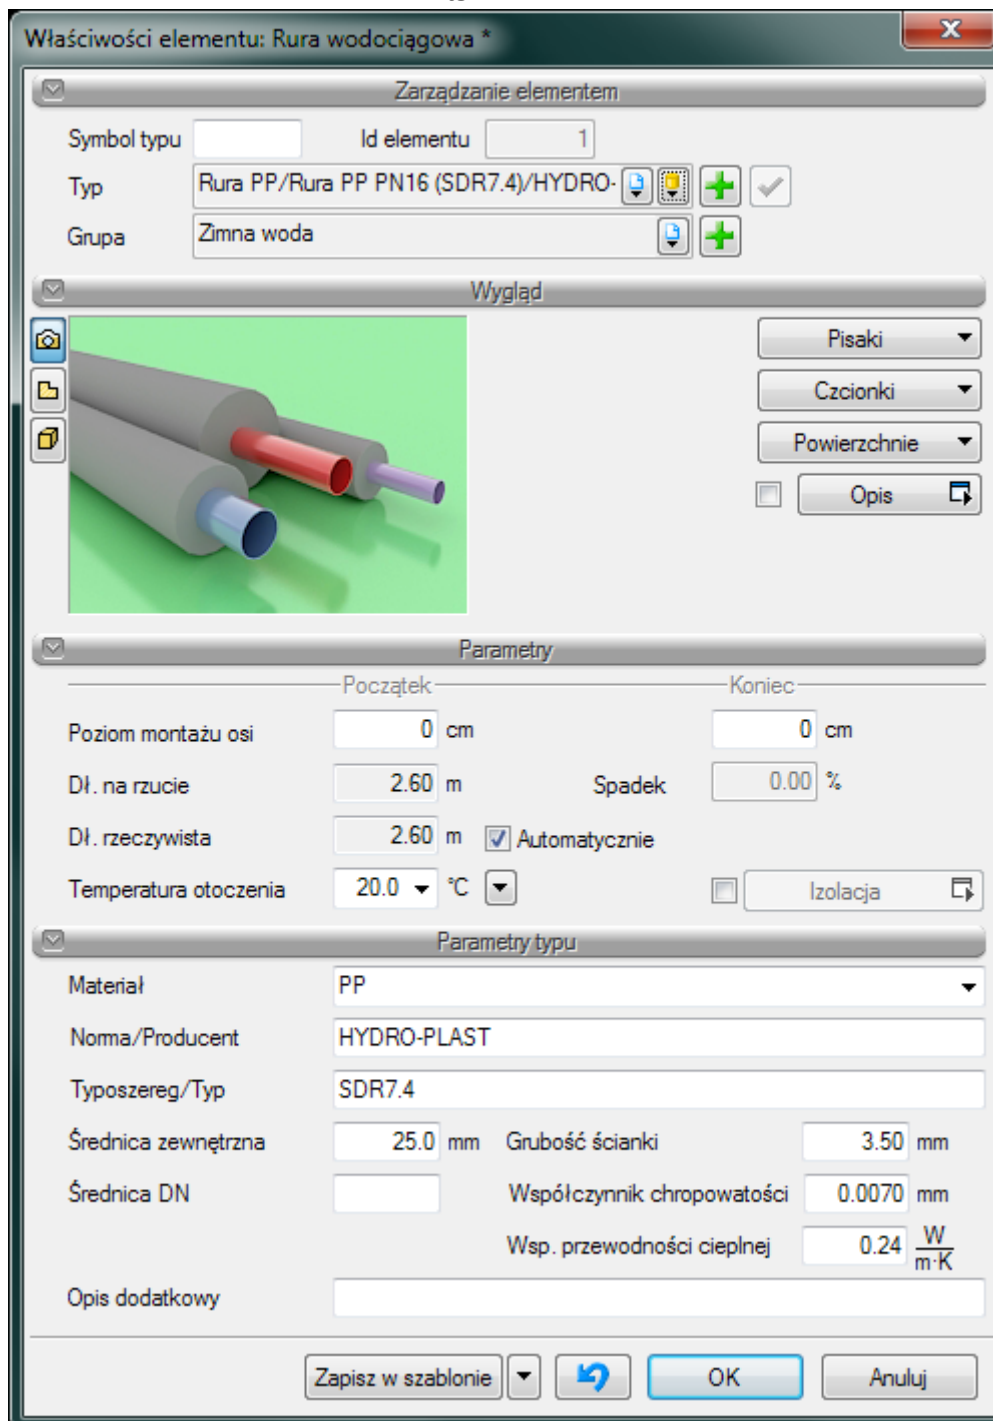 Właściwości elementu: Rura wodociągowa *
Zarządzanie elementem
Symbol typu Id elementu 1
Typ Rura PP/Rura PP PN16 (SDR7.4)/HYDRO-
Grupa Zimna woda
Wygląd
Pisaki
Czcionki
Powierzchnie
Opis
Parametry
Początek Koniec
Poziom montażu osi 0 cm 0 cm
Dł. na rzucie 2.60 m Spadek 0.00 %
Dł. rzeczywista 2.60 m Automatycznie
Temperatura otoczenia 20.0 °C Izolacja
Parametry typu
Materiał PP
Norma/Producent HYDRO-PLAST
Typoszereg/Typ SDR7.4
Średnica zewnętrzna 25.0 mm Grubość ścianki 3.50 mm
Średnica DN Współczynnik chropowatości 0.0070 mm
Wsp. przewodności cieplnej 0.24 W/m·K
Opis dodatkowy
Zapisz w szablonie OK Anuluj